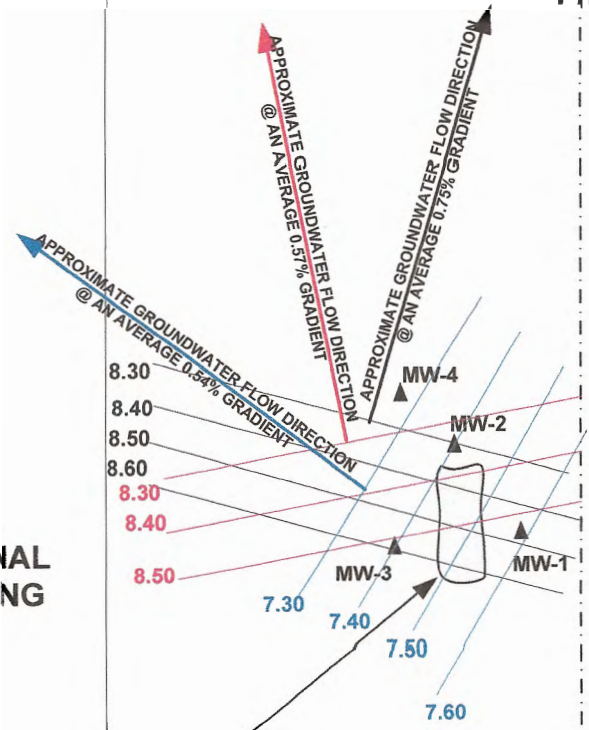 APPROXIMATE GROUNDWATER FLOW DIRECTION
@ AN AVERAGE 0.57% GRADIENT
APPROXIMATE GROUNDWATER FLOW DIRECTION
@ AN AVERAGE 0.75% GRADIENT
APPROXIMATE GROUNDWATER FLOW DIRECTION
@ AN AVERAGE 0.54% GRADIENT
8.30
8.40
8.50
8.60
8.30
8.40
8.50
MW-4
MW-2
MW-3
MW-1
NAL
NG
7.30
7.40
7.50
7.60